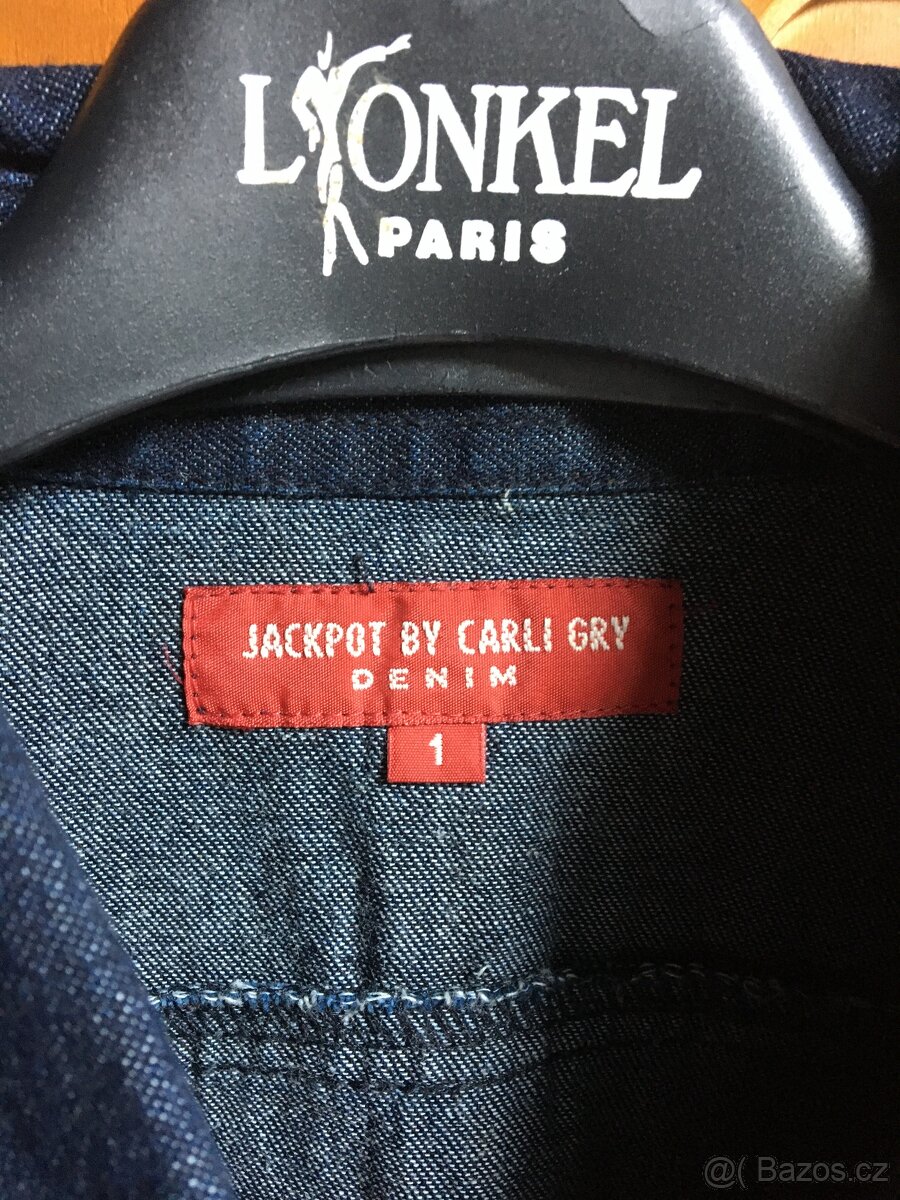 LYONKEL
PARIS
JACKPOT BY CARLI GRY
DENIM
1
@( Bazos.cz